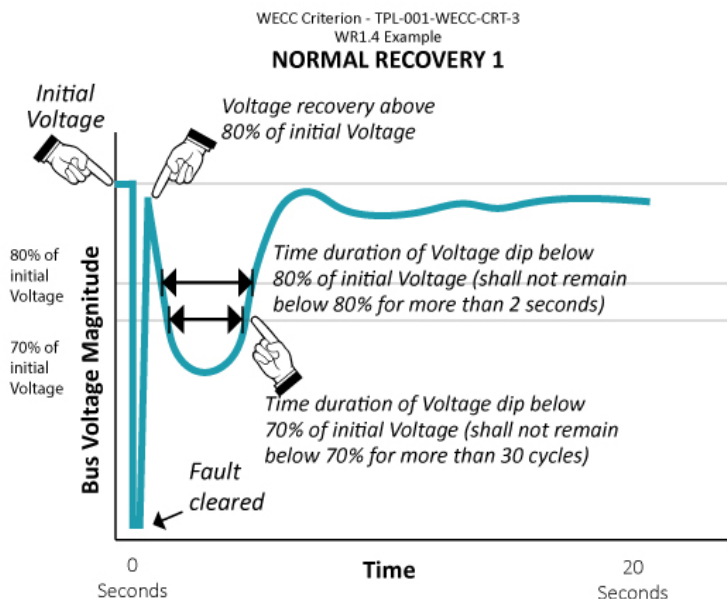 WECC Criterion - TPL-001-WECC-CRT-3
WR1.4 Example
NORMAL RECOVERY 1
Initial
Voltage
Voltage recovery above
80% of initial Voltage
80% of
initial
Voltage
Time duration of Voltage dip below
80% of initial Voltage (shall not remain
below 80% for more than 2 seconds)
70% of
initial
Voltage
Bus Voltage Magnitude
Time duration of Voltage dip below
70% of initial Voltage (shall not remain
below 70% for more than 30 cycles)
Fault
cleared
0
Seconds
Time
20
Seconds